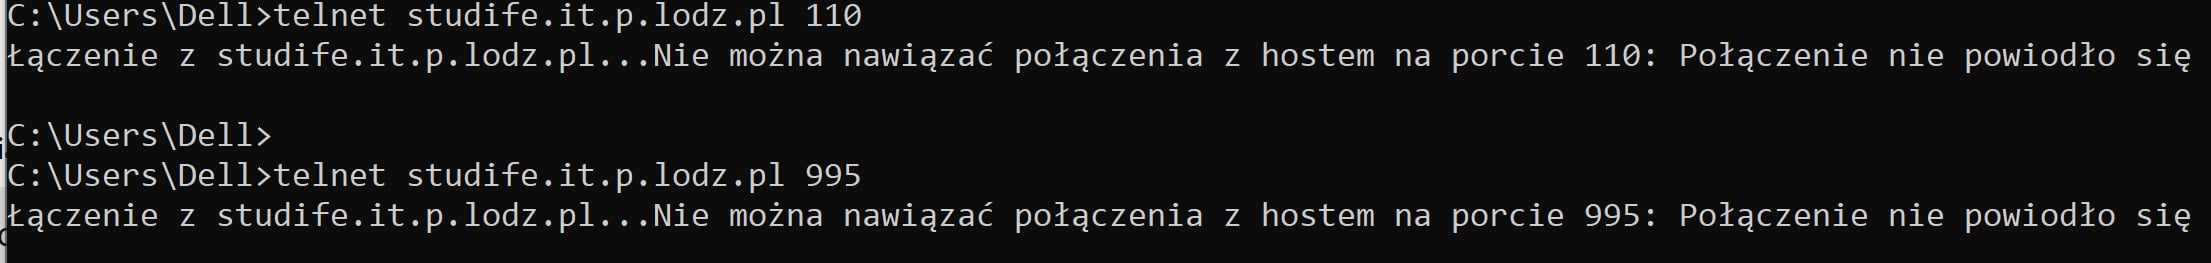 C:\Users\Dell>telnet studife.it.p.lodz.pl 110
Łączenie z studife.it.p.lodz.pl...Nie można nawiązać połączenia z hostem na porcie 110: Połączenie nie powiodło się
C:\Users\Dell>
C:\Users\Dell>telnet studife.it.p.lodz.pl 995
Łączenie z studife.it.p.lodz.pl...Nie można nawiązać połączenia z hostem na porcie 995: Połączenie nie powiodło się